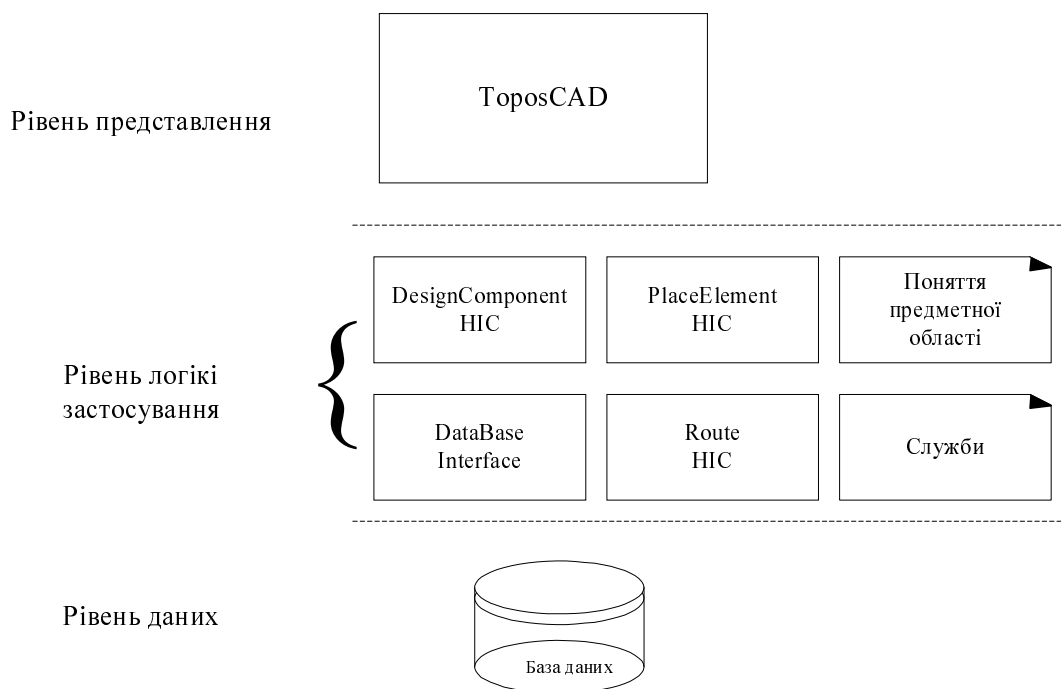 ToposCAD
Рівень представлення
DesignComponent
HIC
PlaceElement
HIC
Поняття
предметної
області
Рівень логікі
застосування
DataBase
Interface
Route
HIC
Служби
Рівень даних
База даних